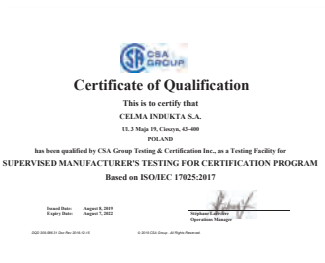 CSA
GROUP
Certificate of Qualification
This is to certify that
CELMA INDUKTA S.A.
Ul. 3 Maja 19, Cieszyn, 43-400
POLAND
has been qualified by CSA Group Testing & Certification Inc., as a Testing Facility for
SUPERVISED MANUFACTURER'S TESTING FOR CERTIFICATION PROGRAM
Based on ISO/IEC 17025:2017
Issued Date: August 8, 2019
Expiry Date: August 7, 2022
Operations Manager
© 2018 CSA Group. All Rights Reserved